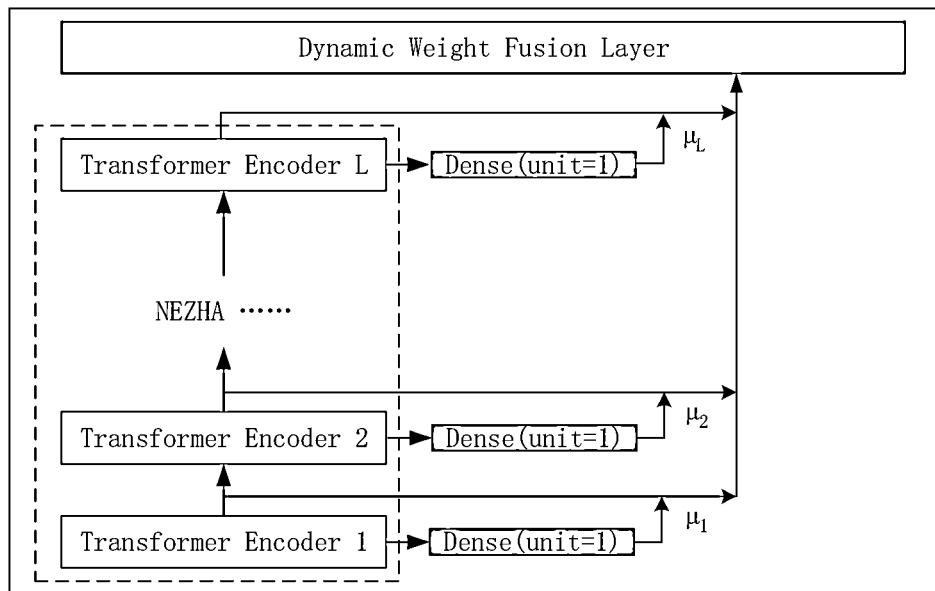 Dynamic Weight Fusion Layer
μL
Transformer Encoder L
Dense(unit=1)
NEZHA ······
μ2
Transformer Encoder 2
Dense(unit=1)
μ1
Transformer Encoder 1
Dense(unit=1)